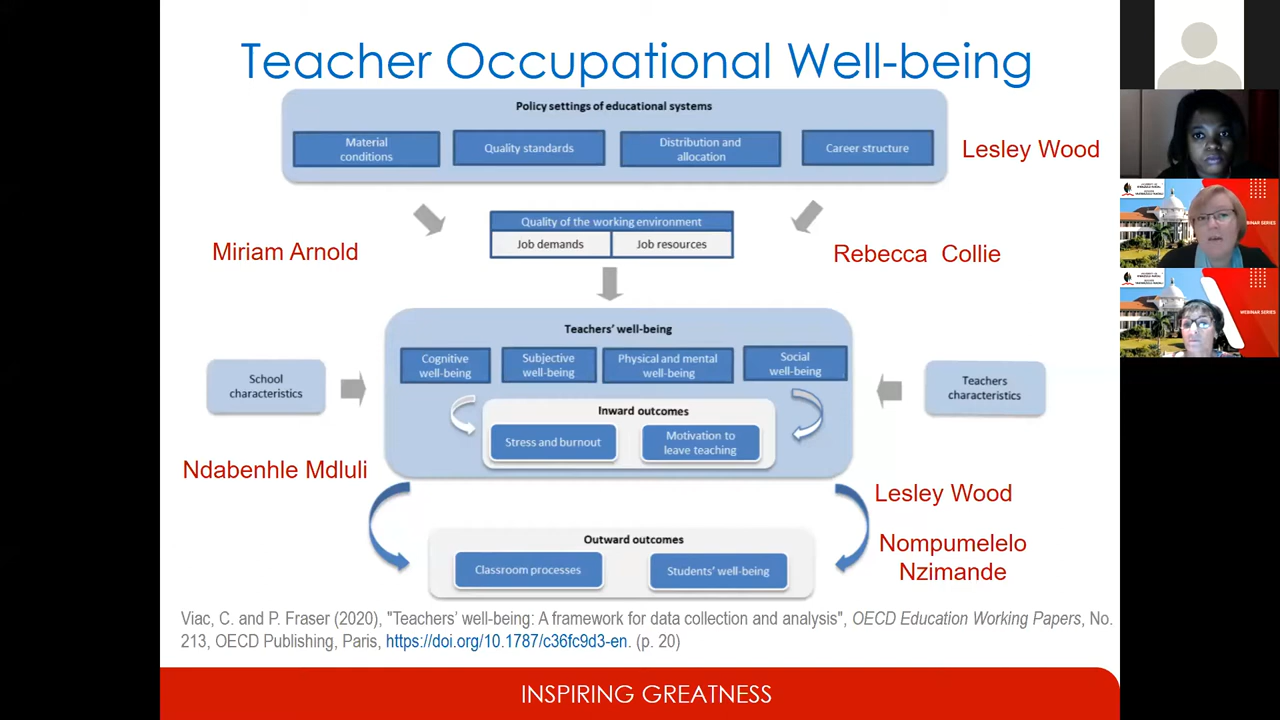 Teacher Occupational Well-being
Policy settings of educational systems
Material
conditions
Quality standards
Distribution and
allocation
Career structure
Lesley Wood
Quality of the working environment
Job demands
Job resources
Miriam Arnold
Rebecca Collie
Teachers' well-being
Cognitive
well-being
Subjective
well-being
Physical and mental
well-being
Social
well-being
School
characteristics
Teachers
characteristics
Inward outcomes
Stress and burnout
Motivation to
leave teaching
Ndabenhle Mdluli
Lesley Wood
Nompumelelo
Nzimande
Outward outcomes
Classroom processes
Students' well-being
Viac, C. and P. Fraser (2020), "Teachers' well-being: A framework for data collection and analysis", OECD Education Working Papers, No.
213, OECD Publishing, Paris, https://doi.org/10.1787/c36fc9d3-en. (p. 20)
INSPIRING GREATNESS
INAR SERIES
WEBINAR SERIES